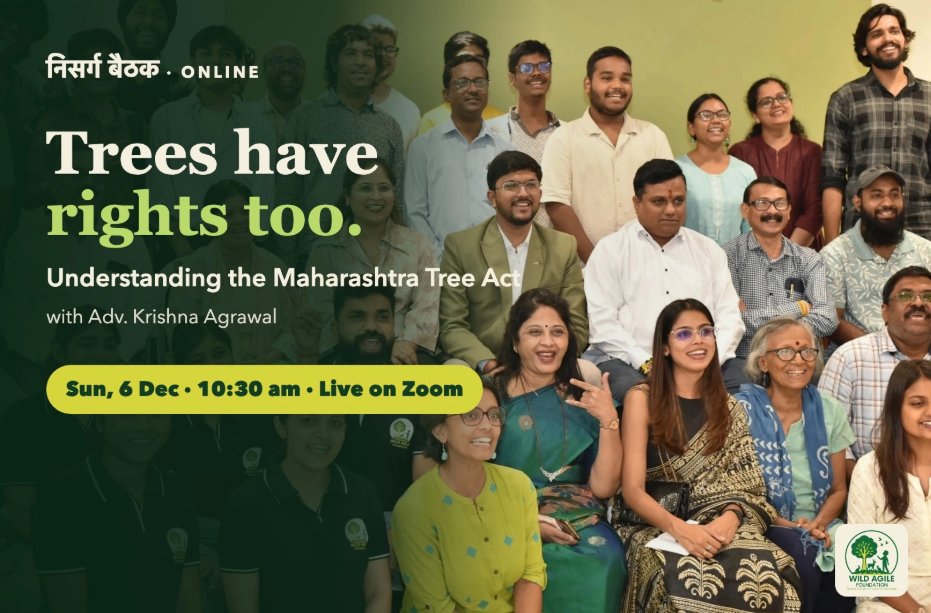 निसर्ग बैठक · ONLINE
Trees have
rights too.
Understanding the Maharashtra Tree Act
with Adv. Krishna Agrawal
Sun, 6 Dec · 10:30 am · Live on Zoom
WILD AGILE
FOUNDATION